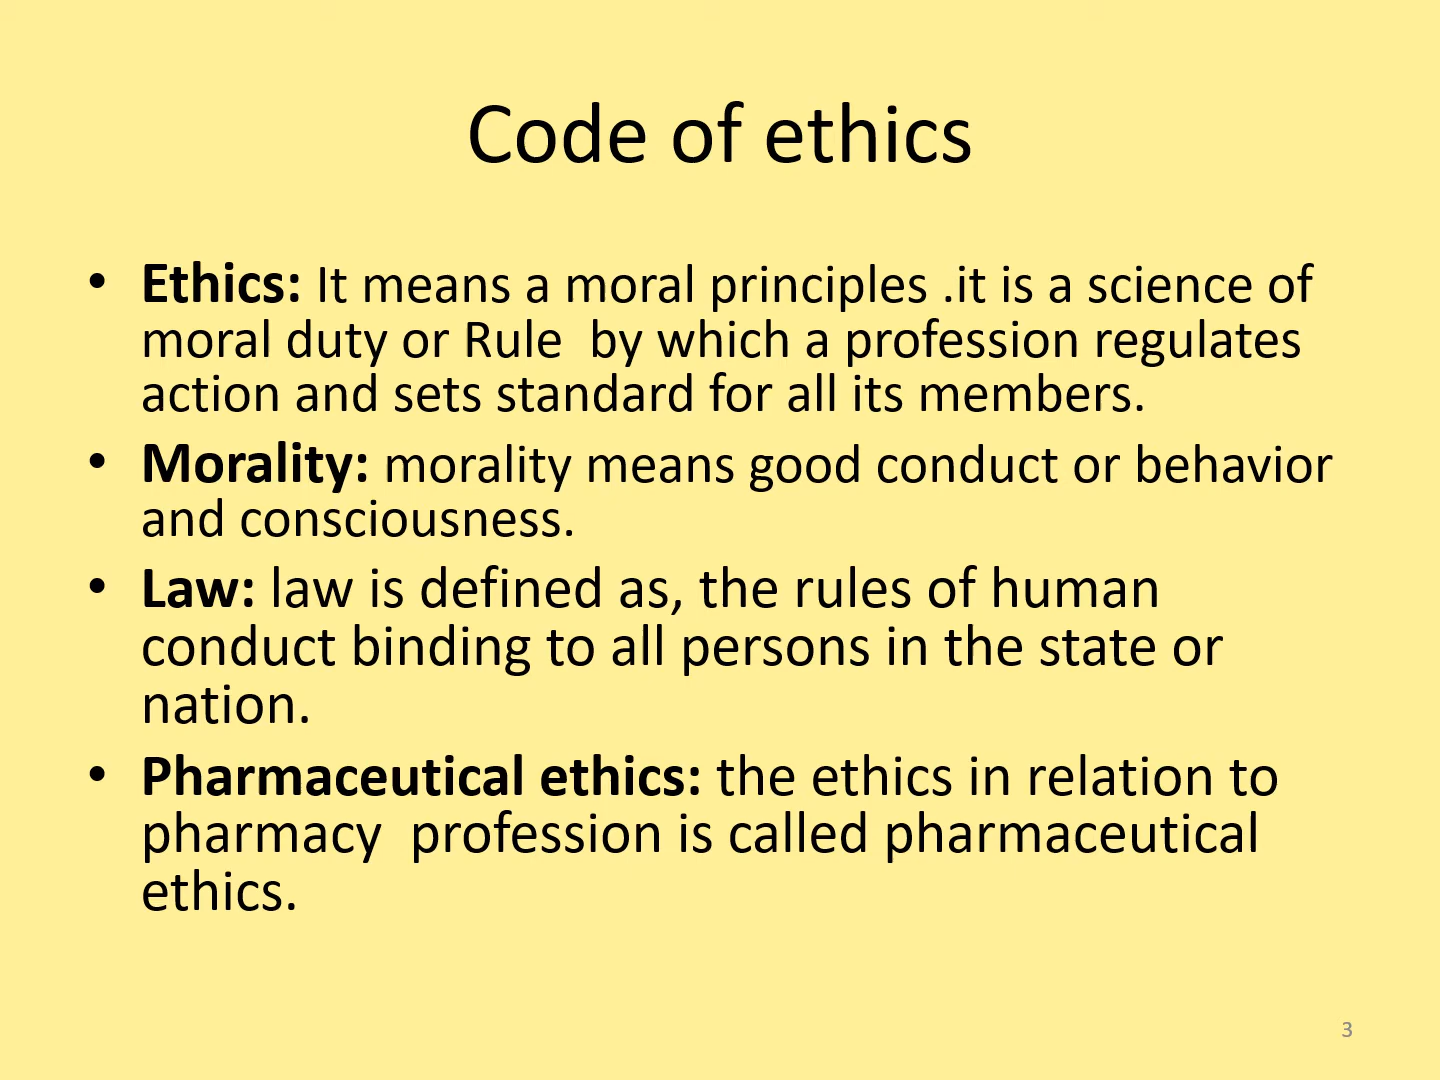 Code of ethics
• Ethics: It means a moral principles .it is a science of
moral duty or Rule  by which a profession regulates
action and sets standard for all its members.
• Morality: morality means good conduct or behavior
and consciousness.
• Law: law is defined as, the rules of human
conduct binding to all persons in the state or
nation.
• Pharmaceutical ethics: the ethics in relation to
pharmacy  profession is called pharmaceutical
ethics.
3